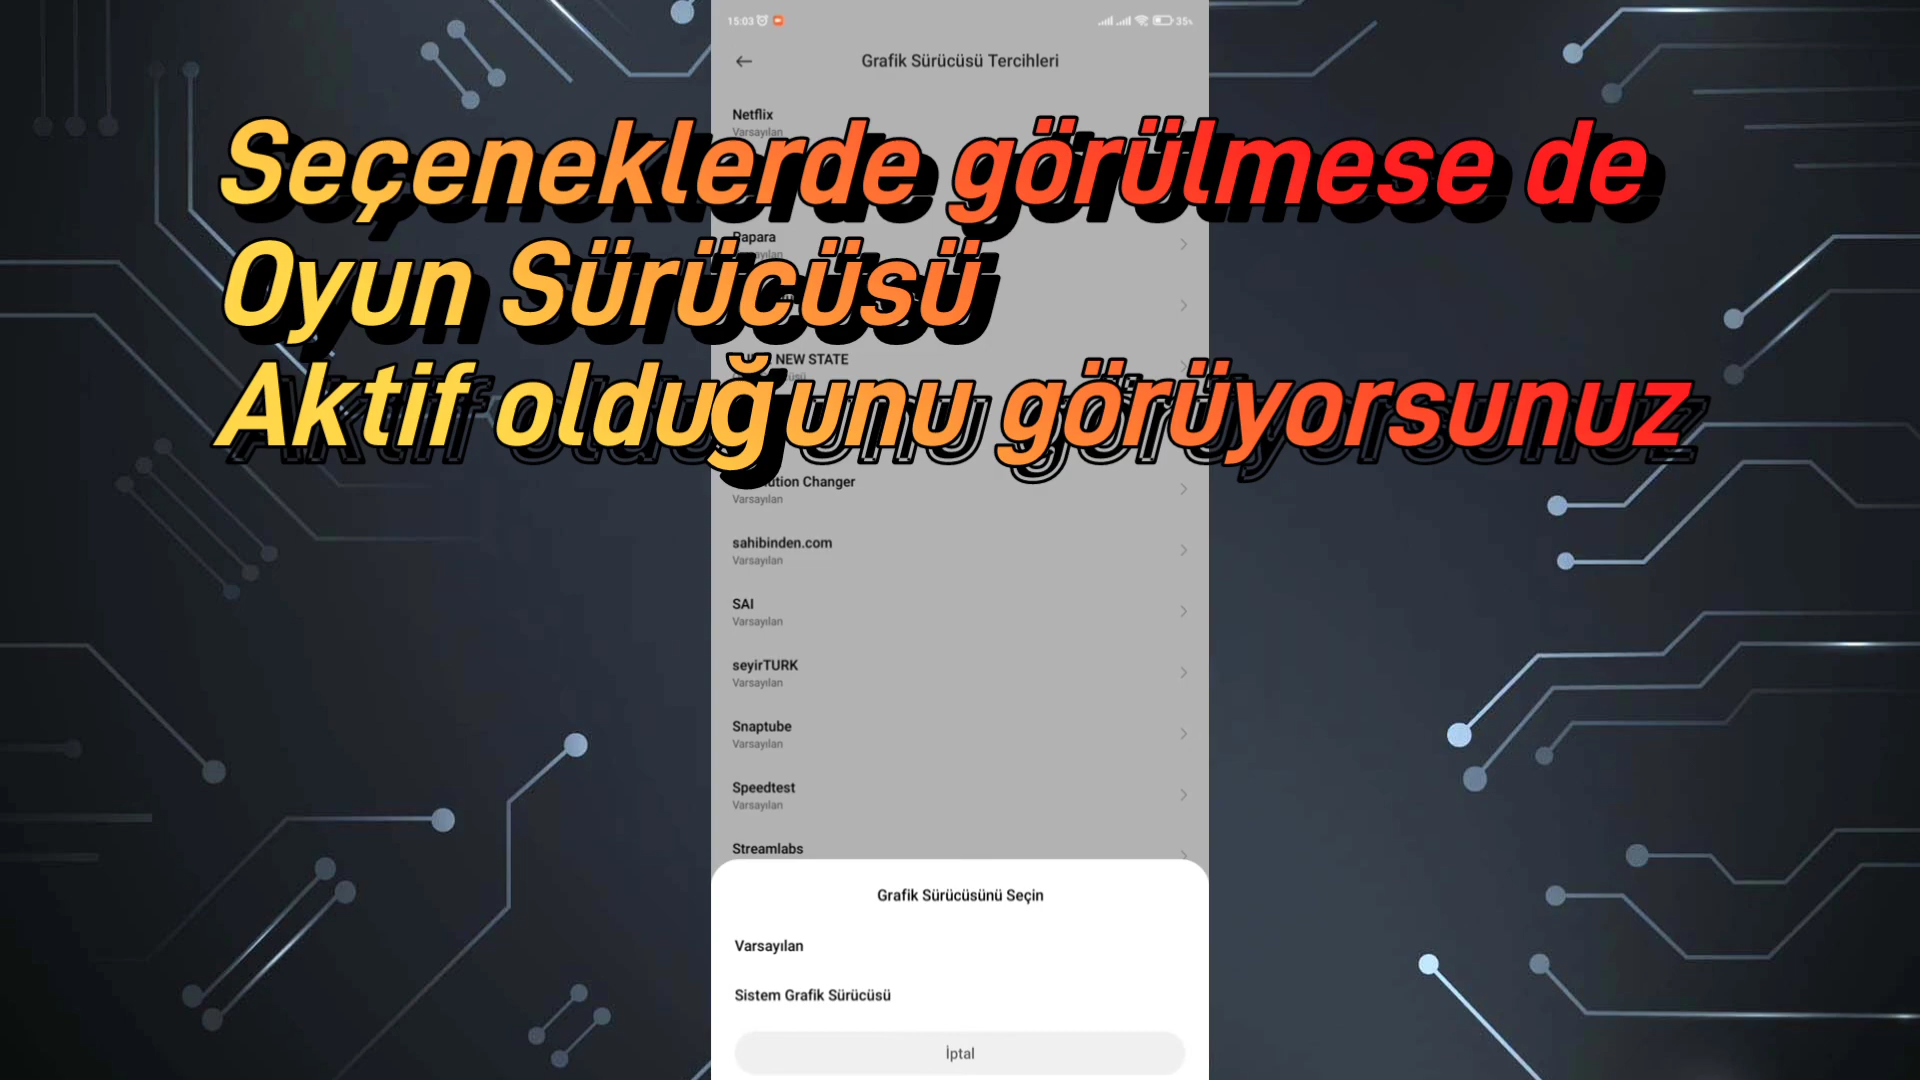 15:03
35%
Grafik Sürücüsü Tercihleri
Netflix
Varsayılan
Seçeneklerde görülmese de
Papara
Oyun Sürücüsü
NEW STATE
Aktif olduğunu görüyorsunuz
Changer
Varsayılan
sahibinden.com
Varsayılan
SAI
Varsayılan
seyirTURK
Varsayılan
Snaptube
Varsayılan
Speedtest
Varsayılan
Streamlabs
Grafik Sürücüsünü Seçin
Varsayılan
Sistem Grafik Sürücüsü
İptal